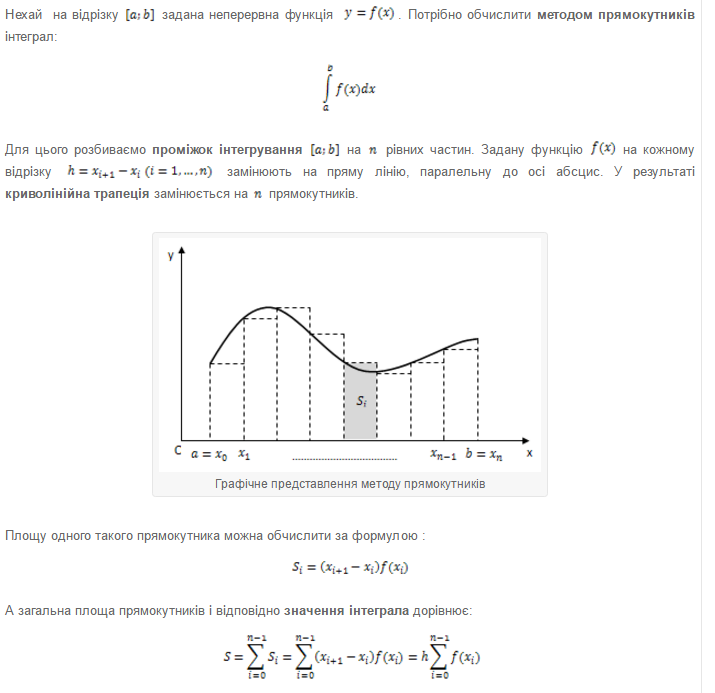 Нехай на відрізку [a; b] задана неперервна функція y = f(x). Потрібно обчислити методом прямокутників
інтеграл:
∫_a^b f(x)dx
Для цього розбиваємо проміжок інтегрування [a; b] на n рівних частин. Задану функцію f(x) на кожному
відрізку h = x_{i+1} − x_i (i = 1, ..., n) замінюють на пряму лінію, паралельну до осі абсцис. У результаті
криволінійна трапеція замінюється на n прямокутників.
y
S_i
O a = x_0 x_1 ........................................ x_{n−1} b = x_n x
Графічне представлення методу прямокутників
Площу одного такого прямокутника можна обчислити за формулою :
S_i = (x_{i+1} − x_i)f(x_i)
А загальна площа прямокутників і відповідно значення інтеграла дорівнює:
S = ∑_{i=0}^{n−1} S_i = ∑_{i=0}^{n−1} (x_{i+1} − x_i)f(x_i) = h ∑_{i=0}^{n−1} f(x_i)